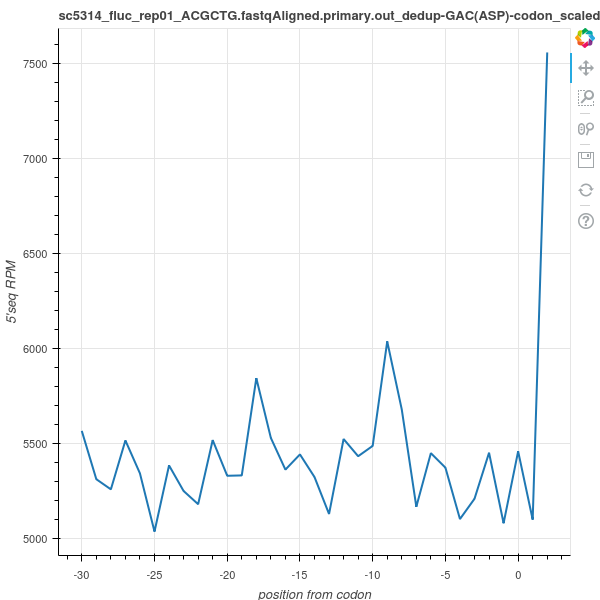 sc5314_fluc_rep01_ACGCTG.fastqAligned.primary.out_dedup-GAC(ASP)-codon_scaled
7500
7000
6500
6000
5500
5000
5'seq RPM
-30 -25 -20 -15 -10 -5 0
position from codon